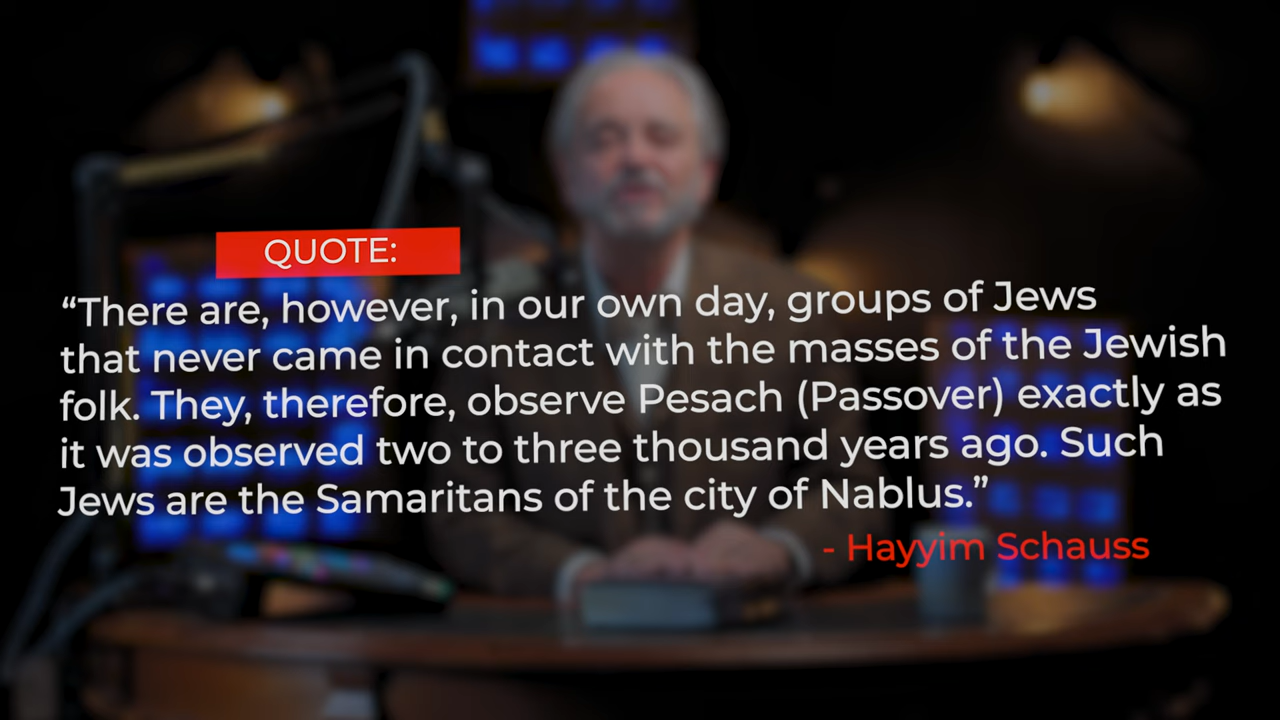 QUOTE:
“There are, however, in our own day, groups of Jews
that never came in contact with the masses of the Jewish
folk. They, therefore, observe Pesach (Passover) exactly as
it was observed two to three thousand years ago. Such
Jews are the Samaritans of the city of Nablus.”
- Hayyim Schauss